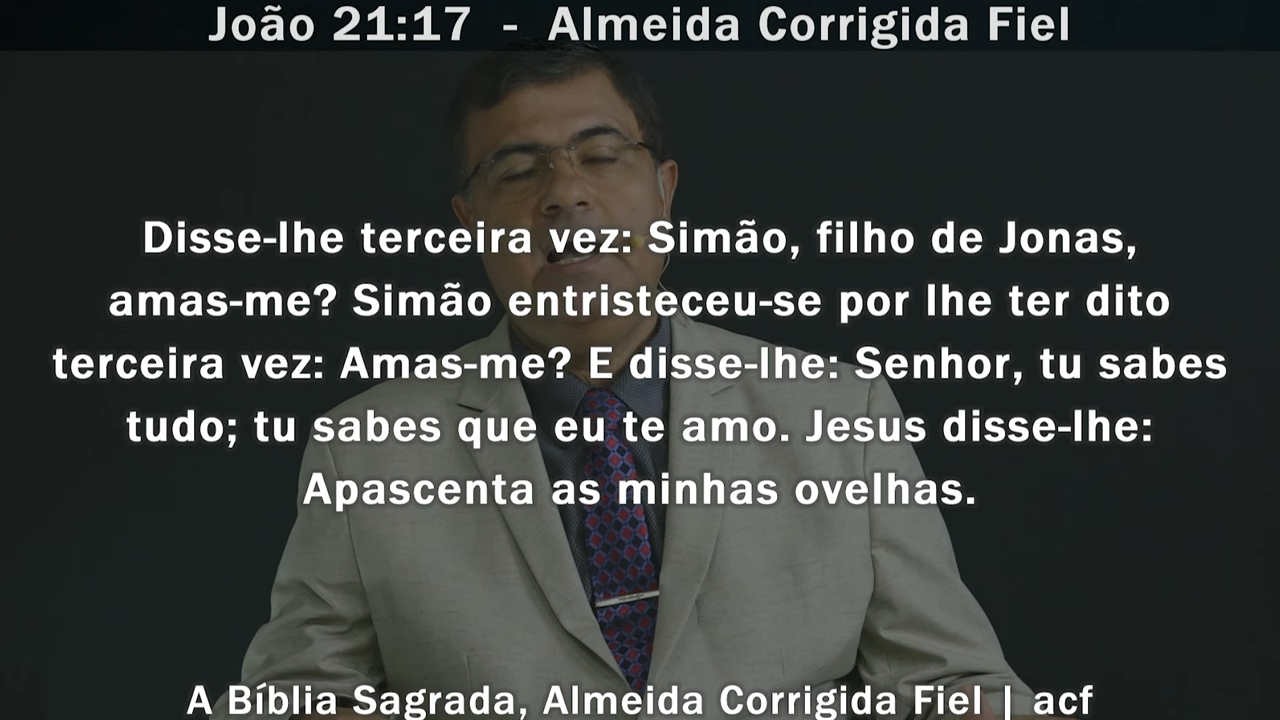 João 21:17 - Almeida Corrigida Fiel
Disse-lhe terceira vez: Simão, filho de Jonas,
amas-me? Simão entristeceu-se por lhe ter dito
terceira vez: Amas-me? E disse-lhe: Senhor, tu sabes
tudo; tu sabes que eu te amo. Jesus disse-lhe:
Apascenta as minhas ovelhas.
A Bíblia Sagrada, Almeida Corrigida Fiel | acf